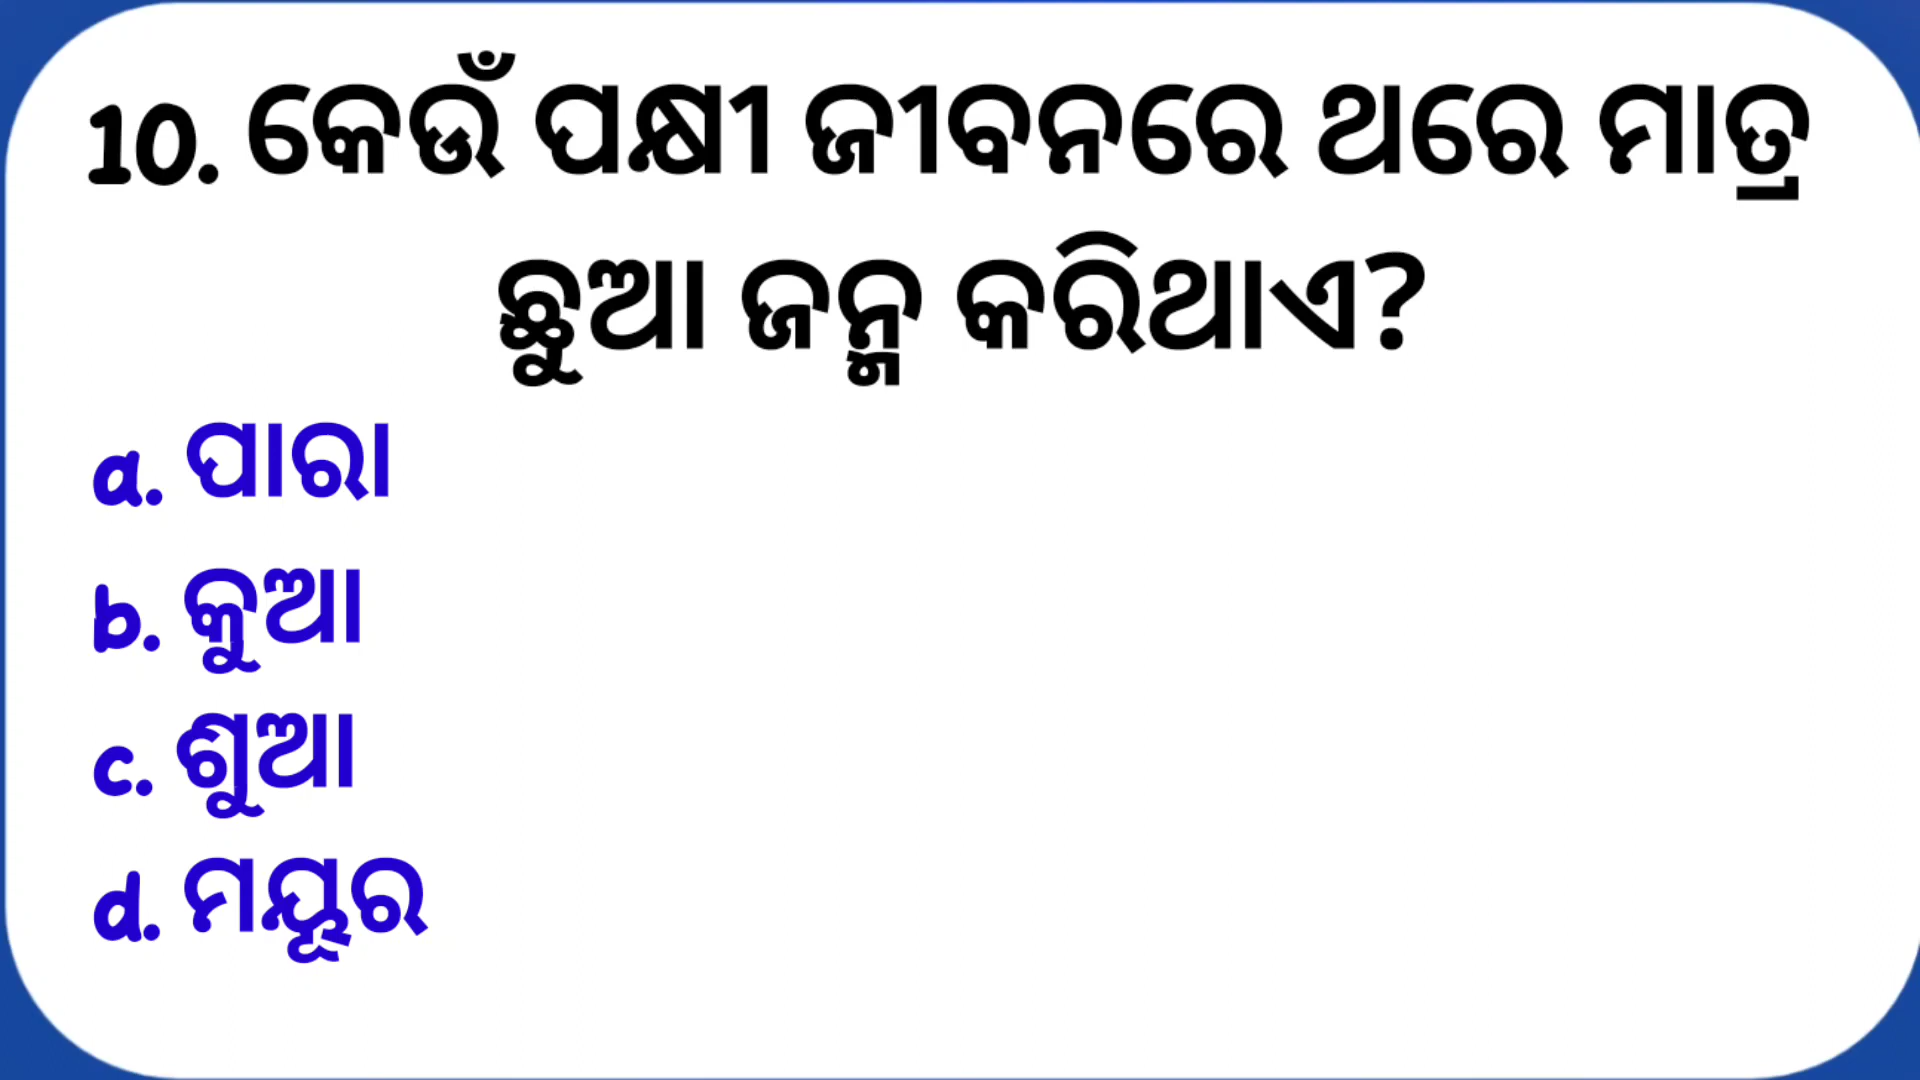 10. କେଉଁ ପକ୍ଷୀ ଜୀବନରେ ଥରେ ମାତ୍ର
ଛୁଆ ଜନ୍ମ କରିଥାଏ?
a. ପାରା
b. କୁଆ
c. ଶୁଆ
d. ମୟୂର